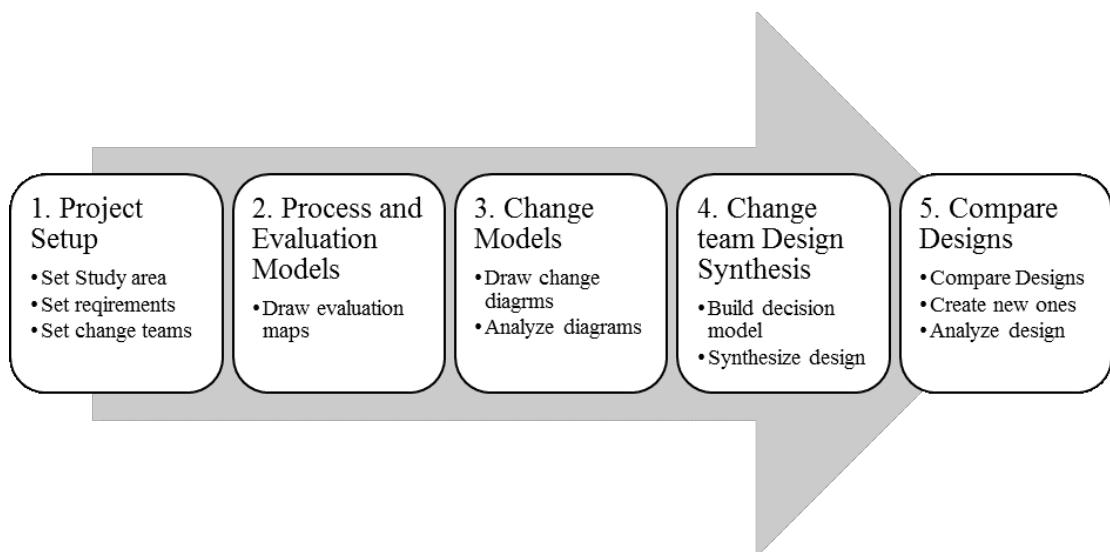 1. Project
Setup
• Set Study area
• Set reqirements
• Set change teams
2. Process and
Evaluation
Models
• Draw evaluation
maps
3. Change
Models
• Draw change
diagrms
• Analyze diagrams
4. Change
team Design
Synthesis
• Build decision
model
• Synthesize design
5. Compare
Designs
• Compare Designs
• Create new ones
• Analyze design